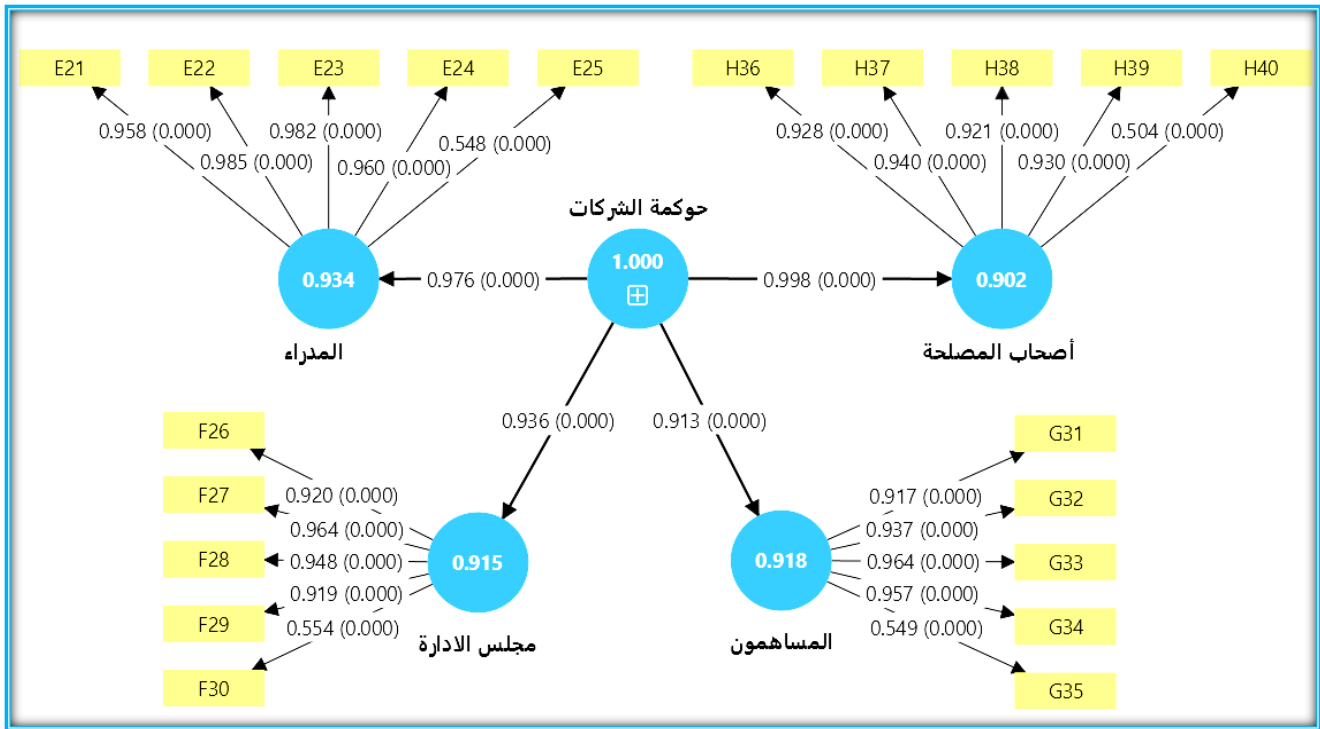 E21 E22 E23 E24 E25 H36 H37 H38 H39 H40
0.958 (0.000) 0.985 (0.000) 0.982 (0.000) 0.960 (0.000) 0.548 (0.000) 0.928 (0.000) 0.940 (0.000) 0.921 (0.000) 0.930 (0.000) 0.504 (0.000)
حوكمة الشركات
0.934 0.976 (0.000) 1.000 0.998 (0.000) 0.902
المدراء
أصحاب المصلحة
0.936 (0.000) 0.913 (0.000)
F26
F27
F28
F29
F30
0.920 (0.000)
0.964 (0.000)
0.948 (0.000)
0.919 (0.000)
0.554 (0.000)
0.915
مجلس الادارة
0.918
المساهمون
0.917 (0.000)
0.937 (0.000)
0.964 (0.000)
0.957 (0.000)
0.549 (0.000)
G31
G32
G33
G34
G35